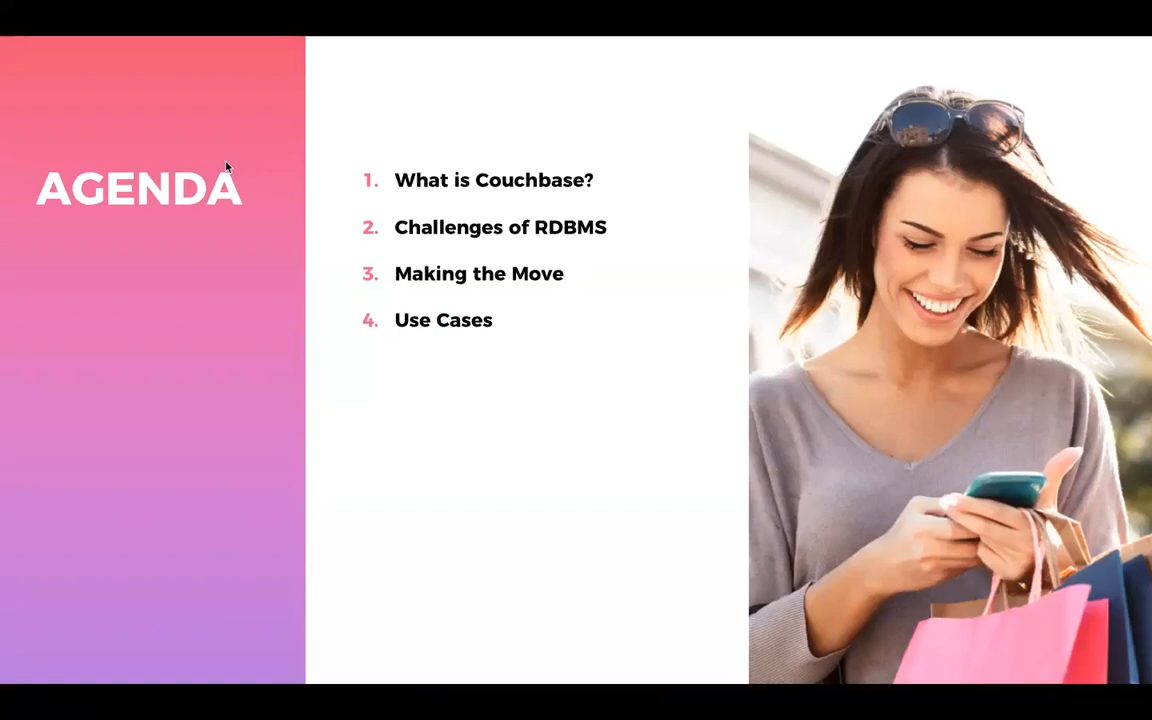 AGENDA
1. What is Couchbase?
2. Challenges of RDBMS
3. Making the Move
4. Use Cases